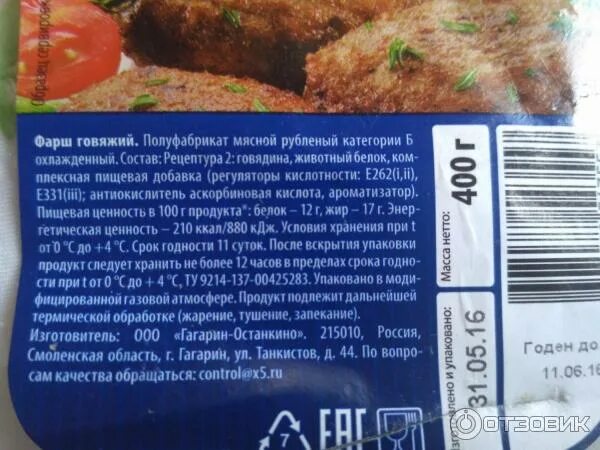 Фарш говяжий. Полуфабрикат мясной рубленый категории Б
охлажденный. Состав: Рецептура 2: говядина, животный белок, ком-
плексная пищевая добавка (регуляторы кислотности: Е262(i,ii),
Е331(iii); антиокислитель аскорбиновая кислота, ароматизатор).
Пищевая ценность в 100 г продукта*: белок – 12 г, жир – 17 г. Энер-
гетическая ценность – 210 ккал/880 кДж. Условия хранения при t
от 0 °С до +4 °С. Срок годности 11 суток. После вскрытия упаковки
продукт следует хранить не более 12 часов в пределах срока годно-
сти при t от 0 °С до +4 °С, ТУ 9214-137-00425283. Упаковано в моди-
фицированной газовой атмосфере. Продукт подлежит дальнейшей
термической обработке (жарение, тушение, запекание).
Изготовитель: ООО «Гагарин-Останкино». 215010, Россия,
Смоленская область, г. Гагарин, ул. Танкистов, д. 44. По вопро-
сам качества обращаться: control@x5.ru
7
ЕАС
Масса нетто:
400 г
Изготовлено и упаковано:
31.05.16
Годен до
11.06.16
ОТЗОВИК